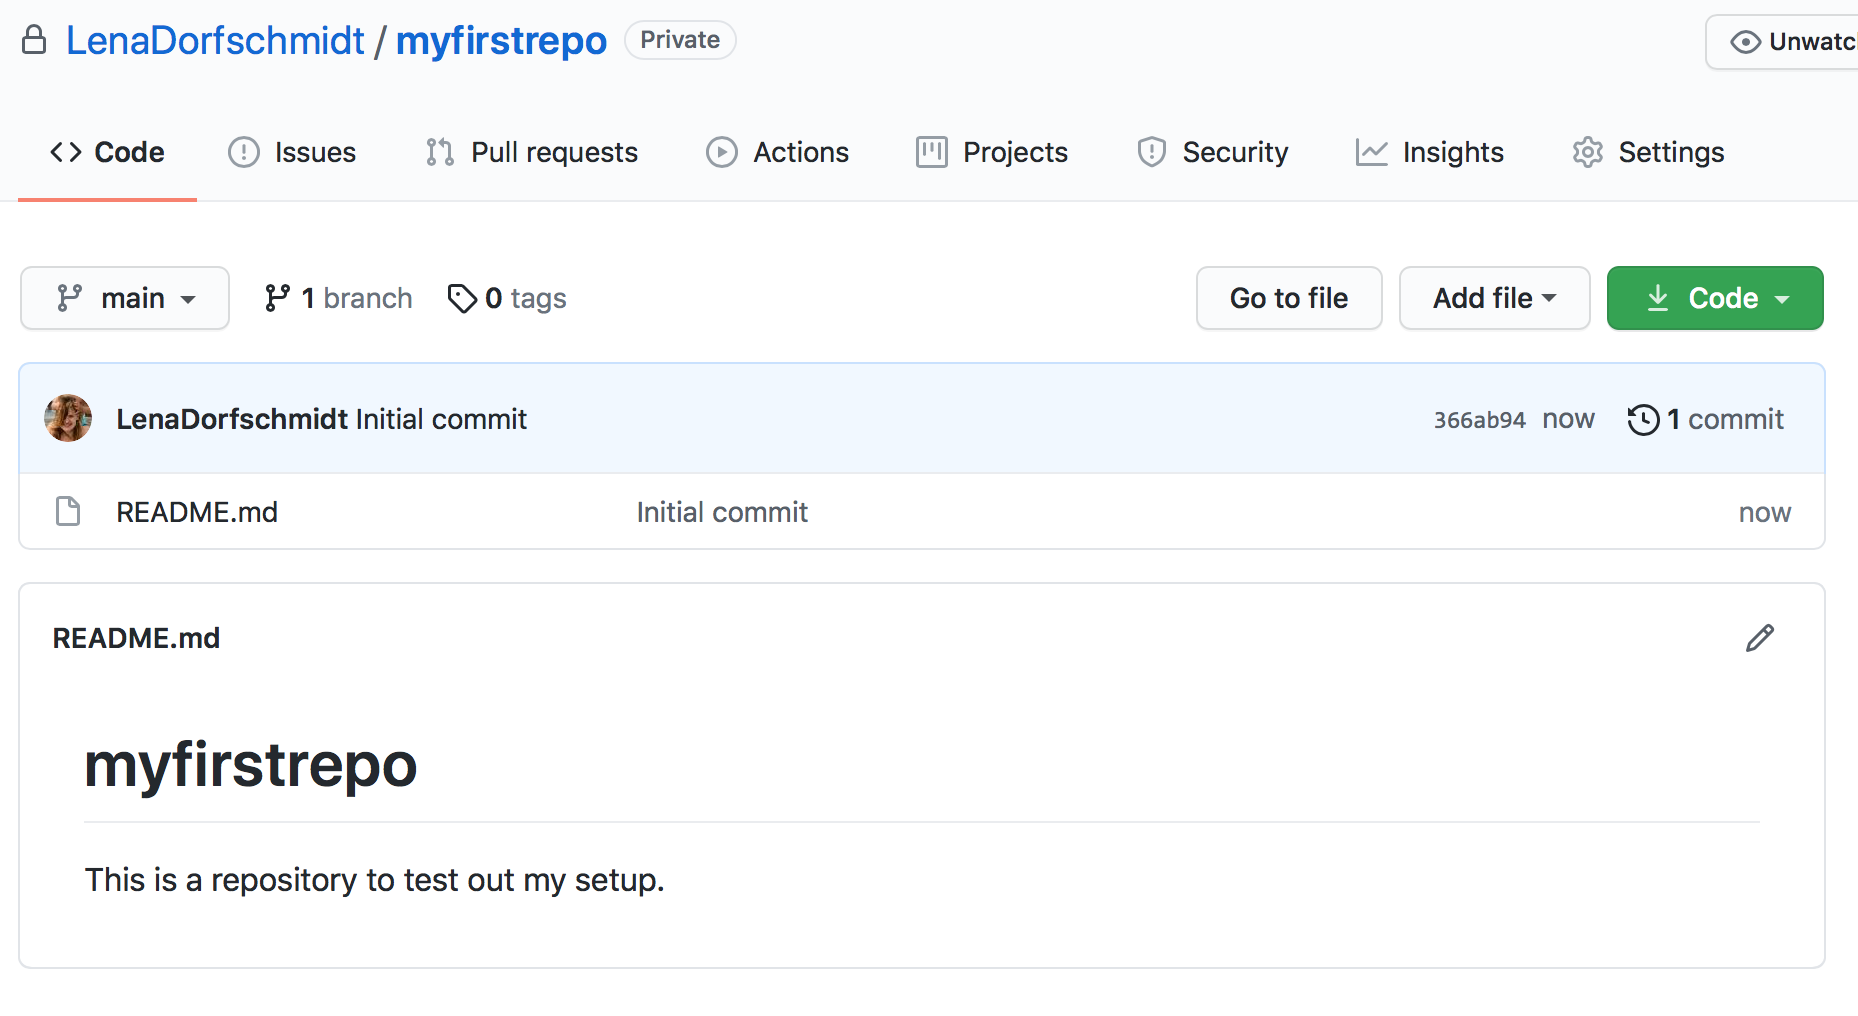 LenaDorfschmidt / myfirstrepo Private Unwatc
Code Issues Pull requests Actions Projects Security Insights Settings
main 1 branch 0 tags Go to file Add file Code
LenaDorfschmidt Initial commit 366ab94 now 1 commit
README.md Initial commit now
README.md
myfirstrepo
This is a repository to test out my setup.